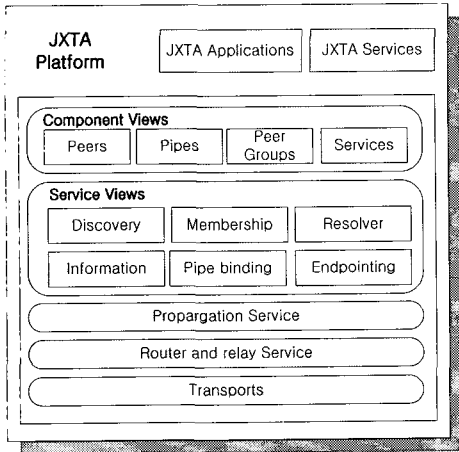 JXTA
Platform
JXTA Applications
JXTA Services
Component Views
Peers
Pipes
Peer
Groups
Services
Service Views
Discovery
Membership
Resolver
Information
Pipe binding
Endpointing
Propargation Service
Router and relay Service
Transports